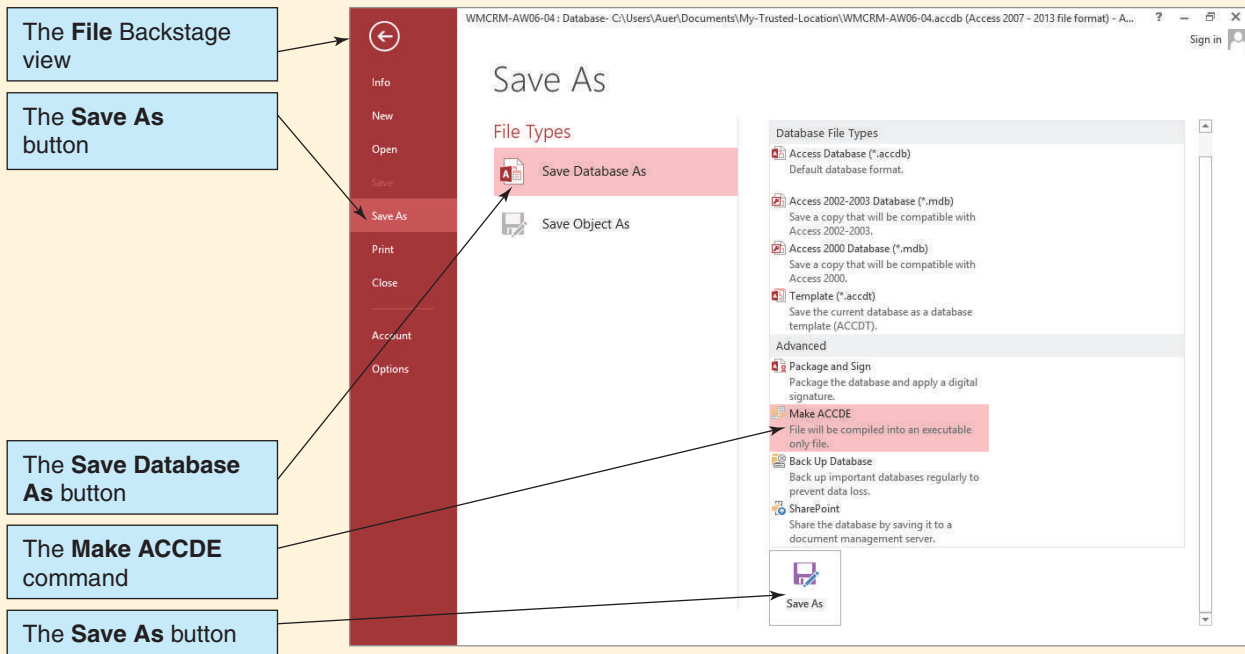 The File Backstage
view
The Save As
button
The Save Database
As button
The Make ACCDE
command
The Save As button
WMCRM-AW06-04 : Database- C:\Users\Auer\Documents\My-Trusted-Location\WMCRM-AW06-04.accdb (Access 2007 - 2013 file format) - A...
?
Sign in
Info
New
Open
Save
Save As
Print
Close
Account
Options
Save As
File Types
Save Database As
Save Object As
Database File Types
Access Database (*.accdb)
Default database format.
Access 2002-2003 Database (*.mdb)
Save a copy that will be compatible with
Access 2002-2003.
Access 2000 Database (*.mdb)
Save a copy that will be compatible with
Access 2000.
Template (*.accdt)
Save the current database as a database
template (ACCDT).
Advanced
Package and Sign
Package the database and apply a digital
signature.
Make ACCDE
File will be compiled into an executable
only file.
Back Up Database
Back up important databases regularly to
prevent data loss.
SharePoint
Share the database by saving it to a
document management server.
Save As